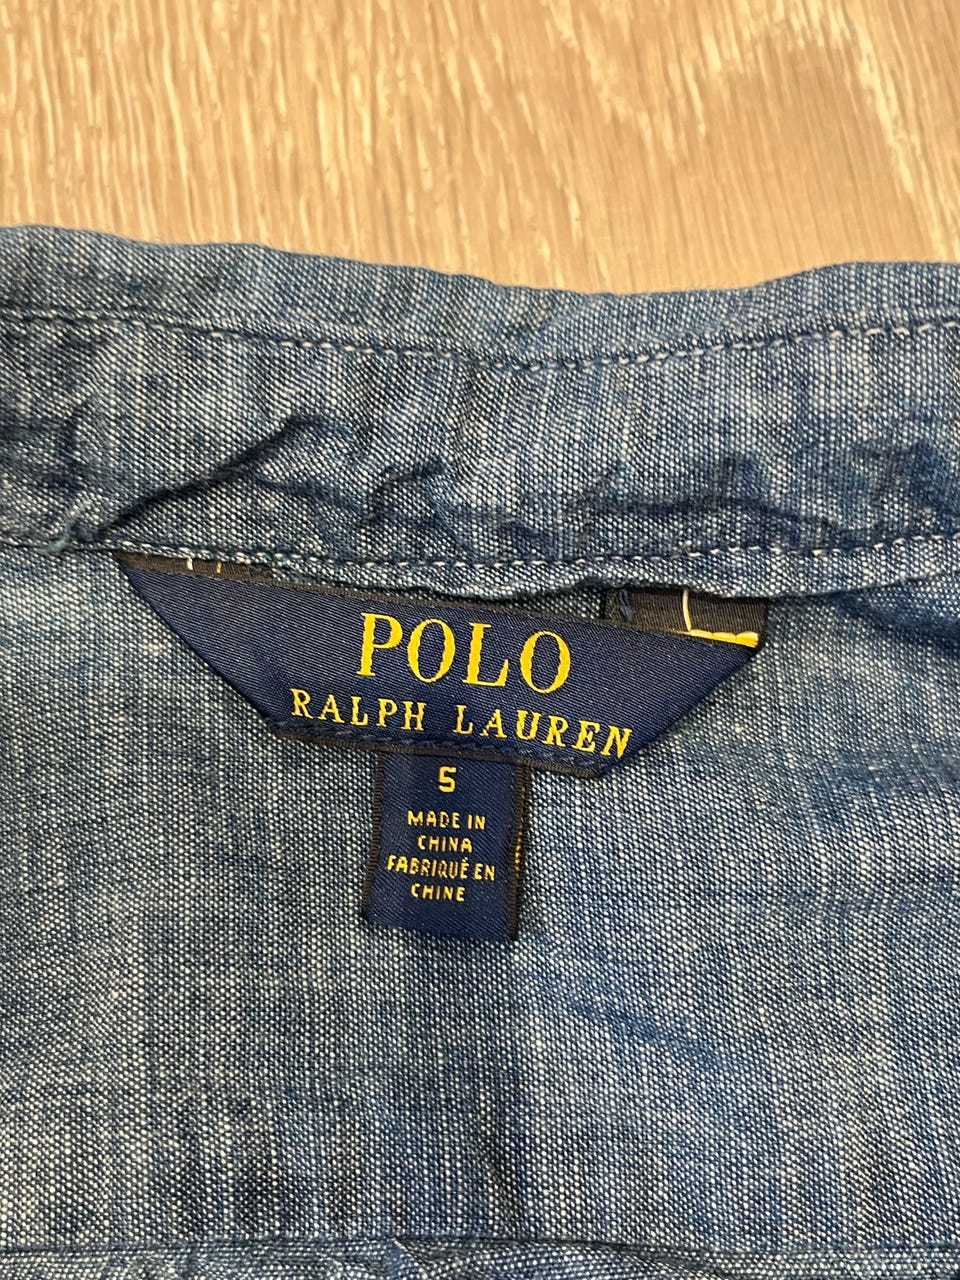 POLO
RALPH LAUREN
5
MADE IN
CHINA
FABRIQUÉ EN
CHINE